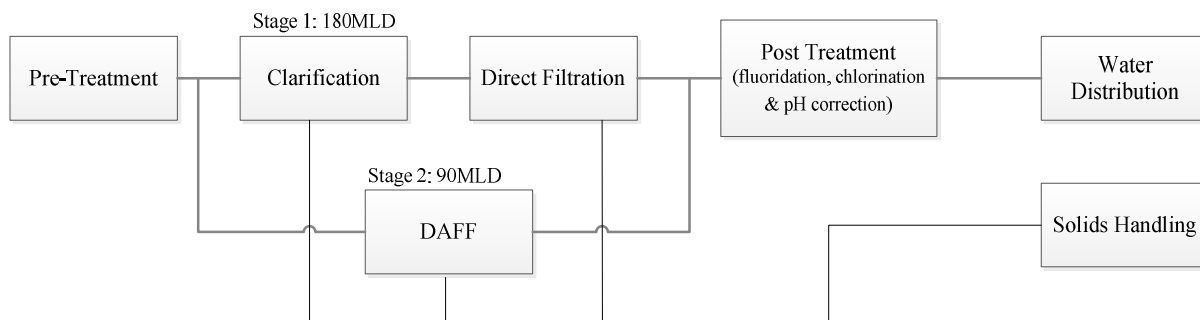 Stage 1: 180MLD
Pre-Treatment
Clarification
Direct Filtration
Post Treatment
(fluoridation, chlorination
& pH correction)
Water
Distribution
Stage 2: 90MLD
DAFF
Solids Handling